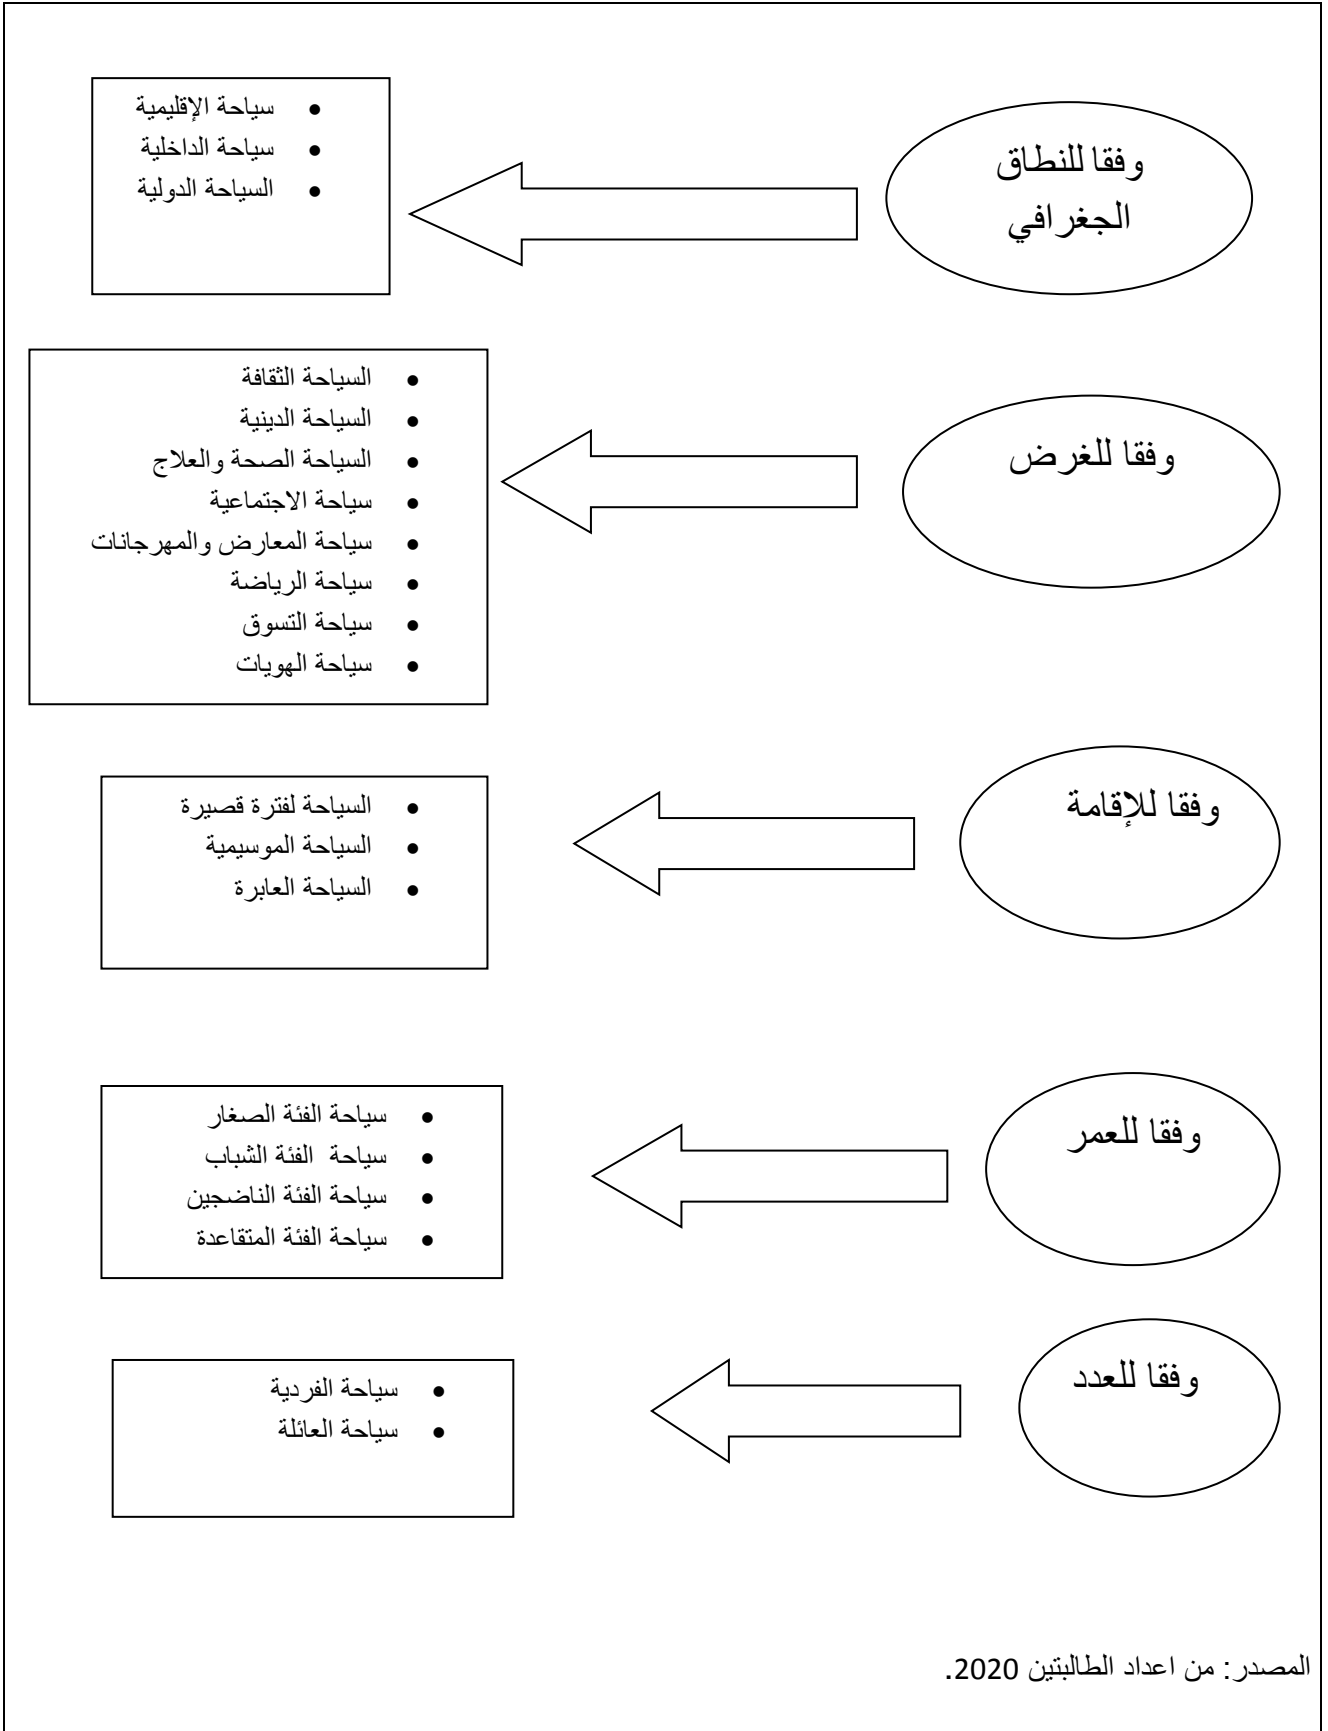 وفقا للنطاق
الجغرافي
• سياحة الإقليمية
• سياحة الداخلية
• السياحة الدولية
وفقا للغرض
• السياحة الثقافة
• السياحة الدينية
• السياحة الصحة والعلاج
• سياحة الاجتماعية
• سياحة المعارض والمهرجانات
• سياحة الرياضة
• سياحة التسوق
• سياحة الهويات
وفقا للإقامة
• السياحة لفترة قصيرة
• السياحة الموسيمية
• السياحة العابرة
وفقا للعمر
• سياحة الفئة الصغار
• سياحة الفئة الشباب
• سياحة الفئة الناضجين
• سياحة الفئة المتقاعدة
وفقا للعدد
• سياحة الفردية
• سياحة العائلة
المصدر: من اعداد الطالبتين 2020.